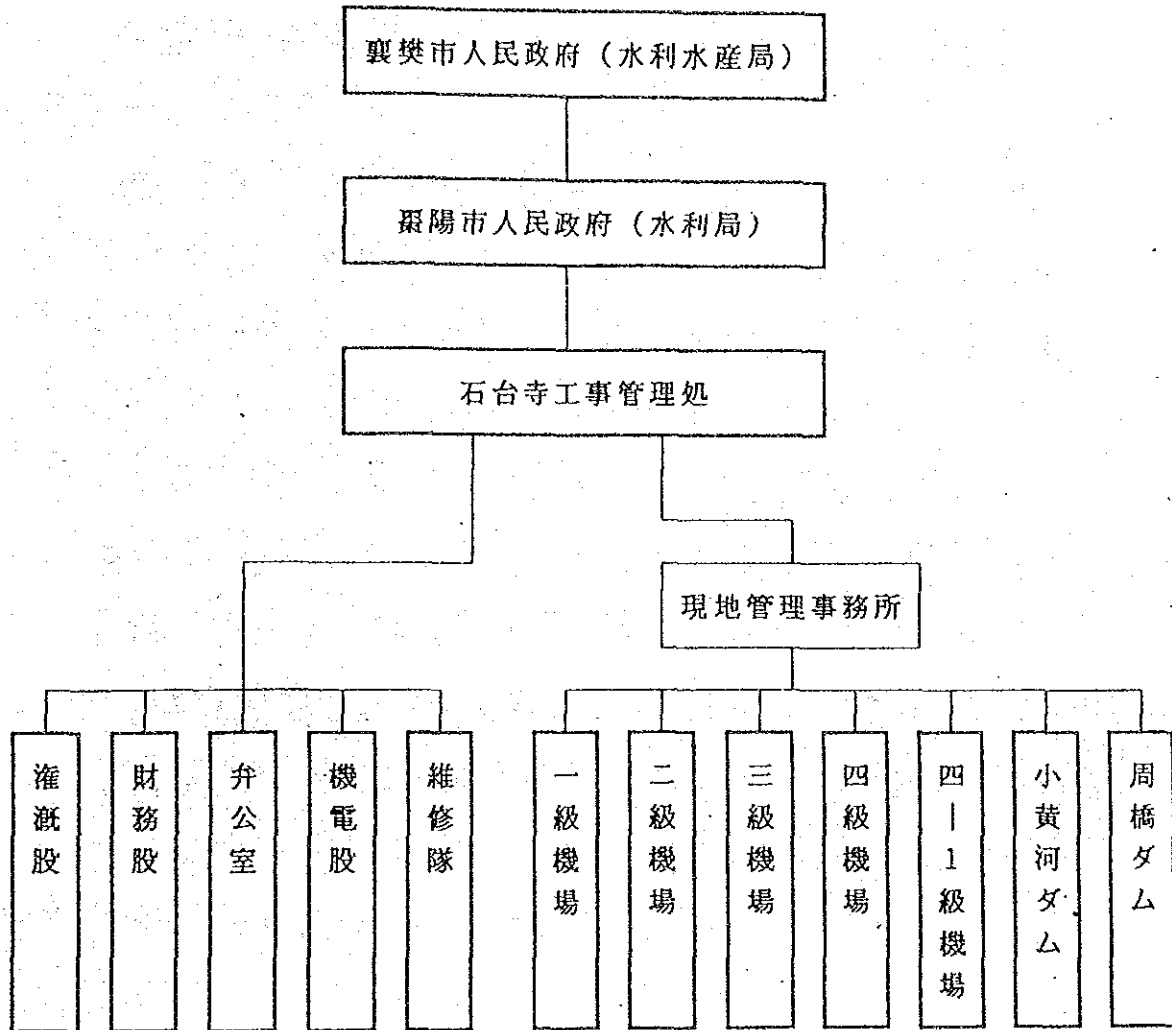 襄樊市人民政府（水利水産局）
棗陽市人民政府（水利局）
石台寺工事管理処
現地管理事務所
潅漑股
財務股
弁公室
機電股
維修隊
一級機場
二級機場
三級機場
四級機場
四―1級機場
小黄河ダム
周橋ダム